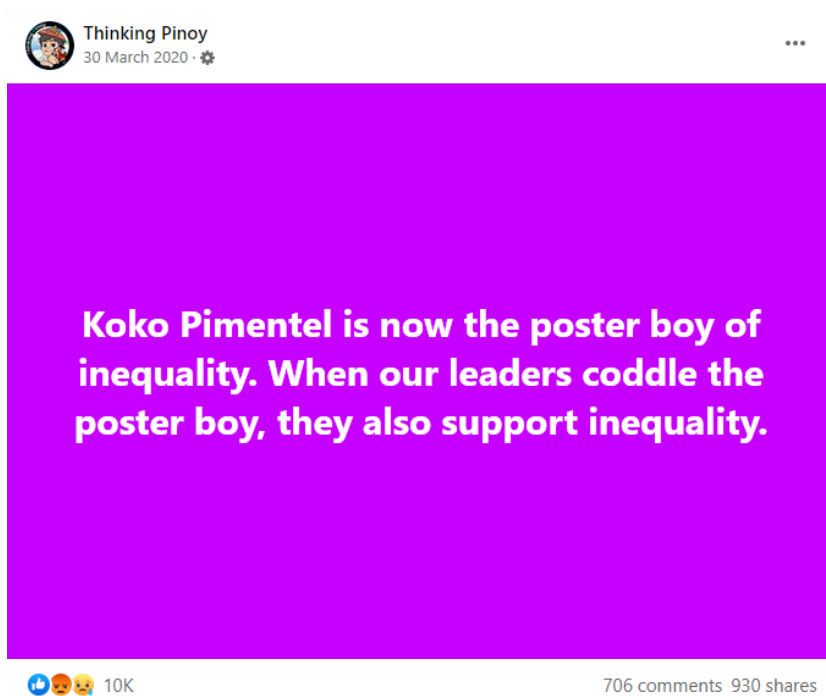 Thinking Pinoy
30 March 2020 ·
Koko Pimentel is now the poster boy of
inequality. When our leaders coddle the
poster boy, they also support inequality.
10K
706 comments 930 shares